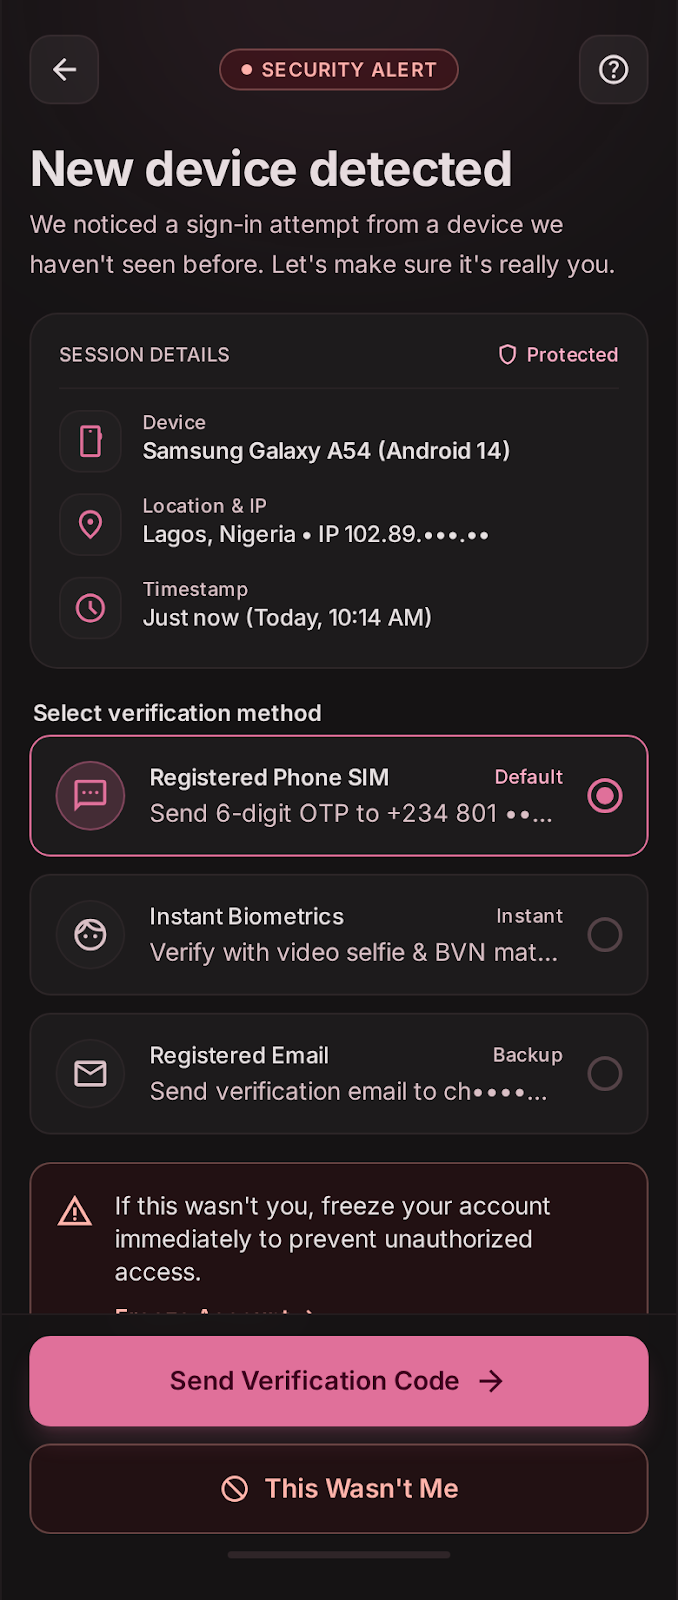 SECURITY ALERT
New device detected
We noticed a sign-in attempt from a device we
haven't seen before. Let's make sure it's really you.
SESSION DETAILS
Protected
Device
Samsung Galaxy A54 (Android 14)
Location & IP
Lagos, Nigeria • IP 102.89.•••.••
Timestamp
Just now (Today, 10:14 AM)
Select verification method
Registered Phone SIM
Default
Send 6-digit OTP to +234 801 ••...
Instant Biometrics
Instant
Verify with video selfie & BVN mat...
Registered Email
Backup
Send verification email to ch••••...
If this wasn't you, freeze your account
immediately to prevent unauthorized
access.
Send Verification Code →
This Wasn't Me